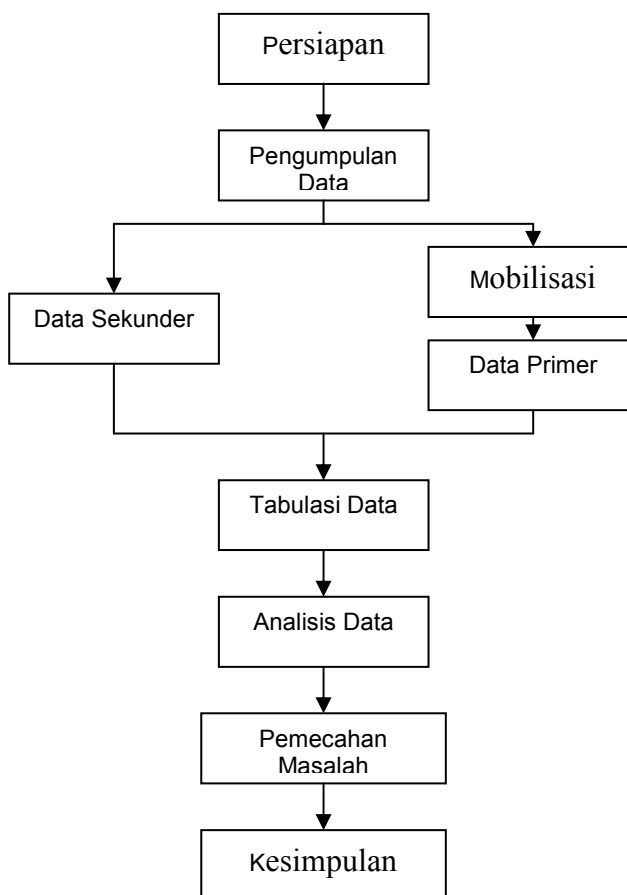 Persiapan
Pengumpulan
Data
Mobilisasi
Data Sekunder
Data Primer
Tabulasi Data
Analisis Data
Pemecahan
Masalah
Kesimpulan